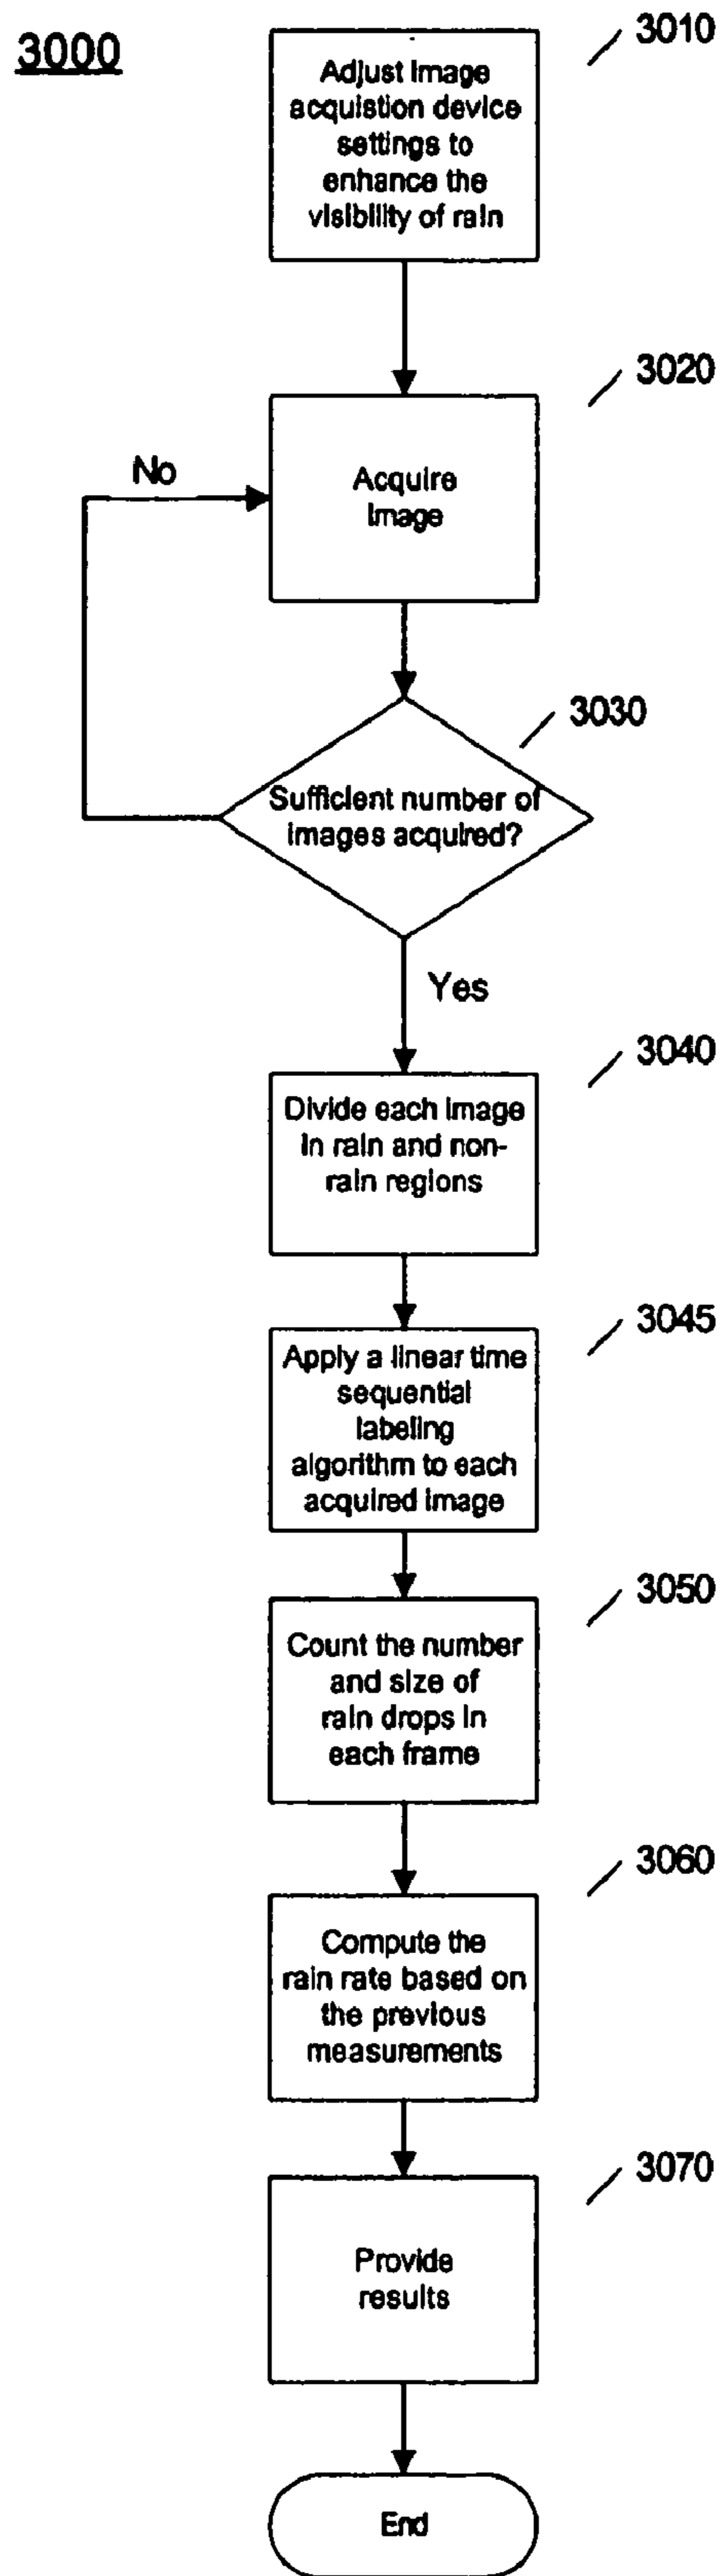 3000
3010
Adjust image
acquistion device
settings to
enhance the
visibility of rain
3020
Acquire
Image
No
3030
Sufficient number of
images acquired?
Yes
3040
Divide each image
in rain and non-
rain regions
3045
Apply a linear time
sequential
labeling
algorithm to each
acquired image
3050
Count the number
and size of
rain drops in
each frame
3060
Compute the
rain rate based on
the previous
measurements
3070
Provide
results
End